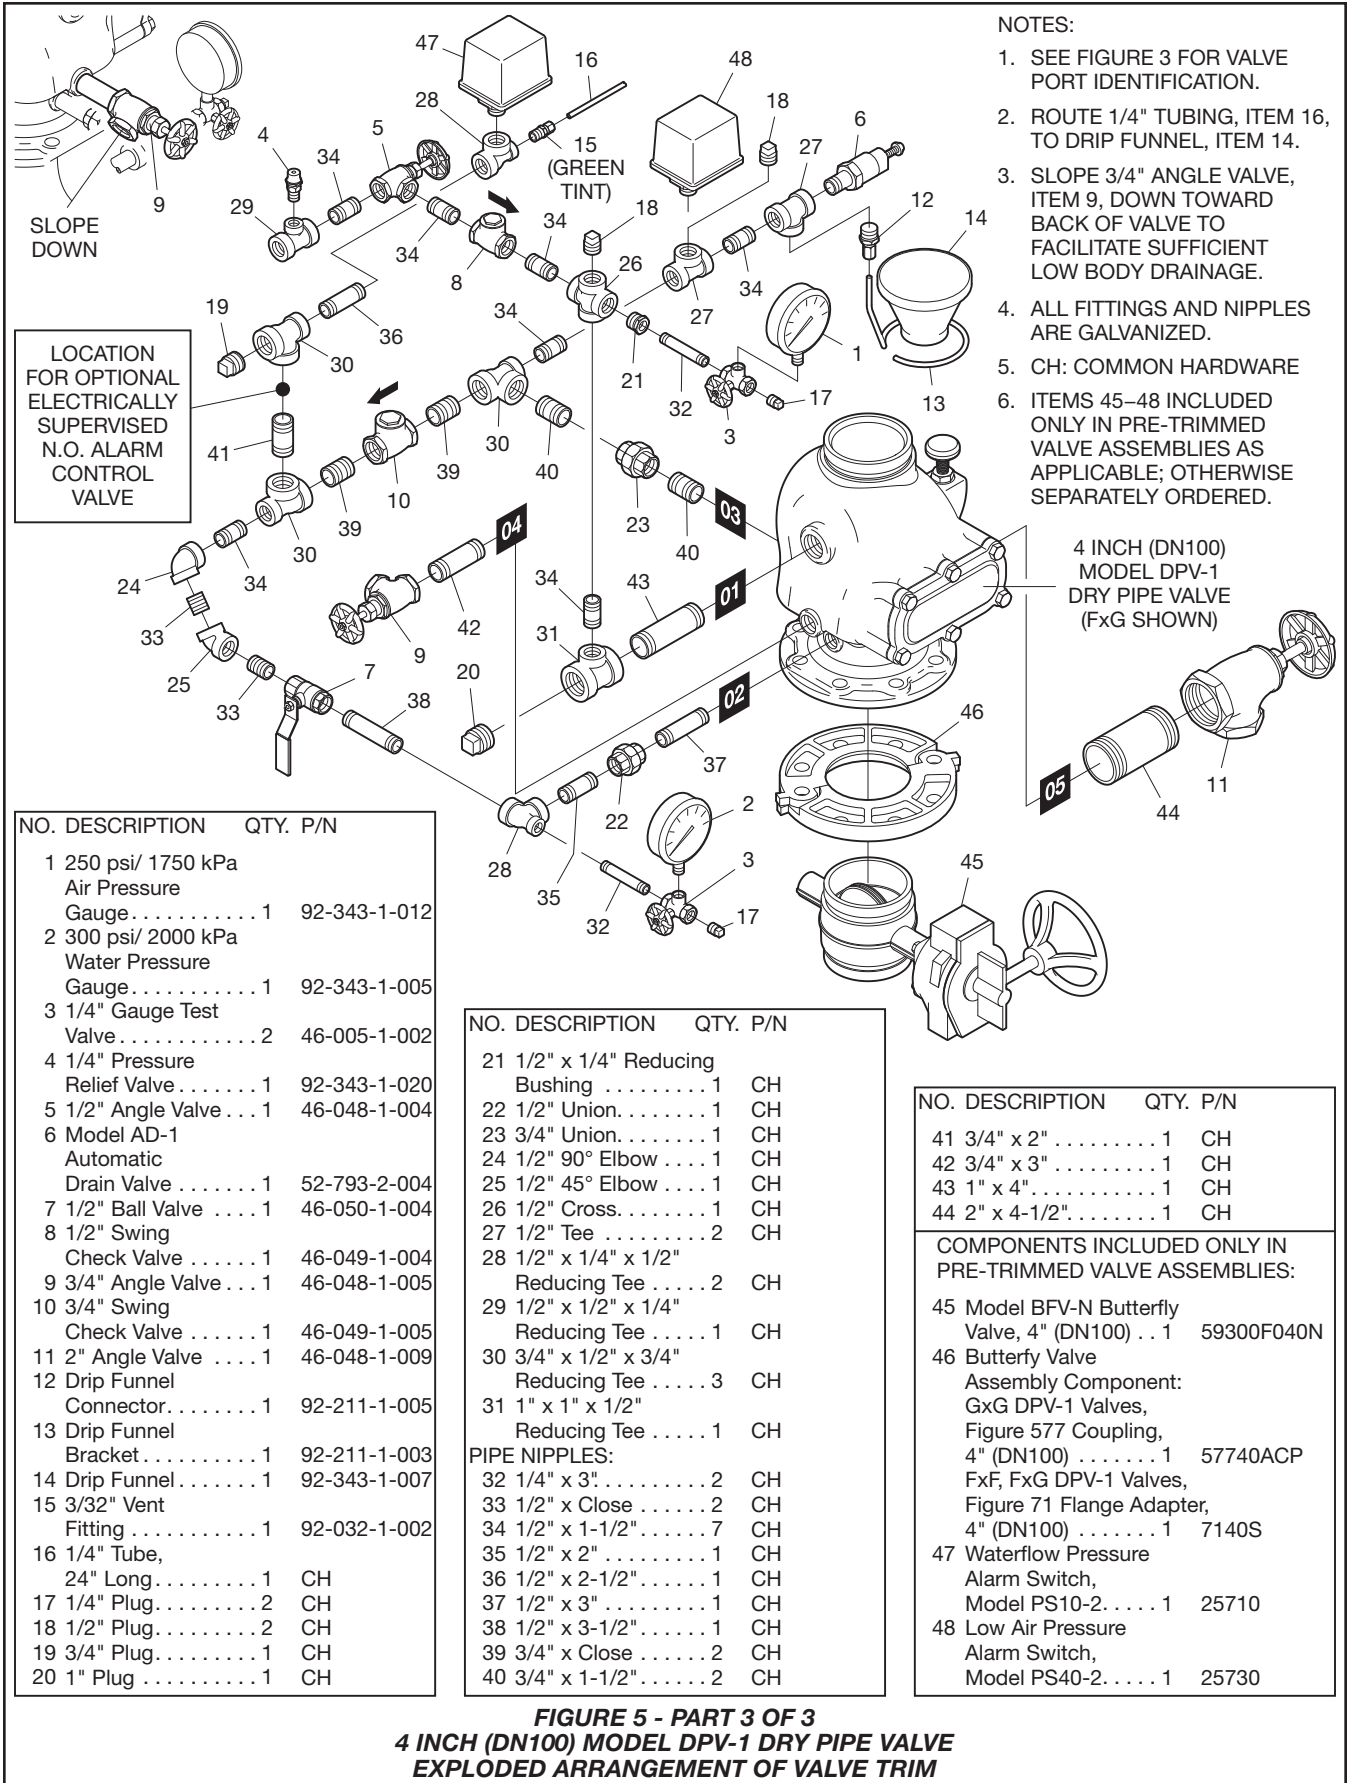 NOTES:
1. SEE FIGURE 3 FOR VALVE
PORT IDENTIFICATION.
2. ROUTE 1/4" TUBING, ITEM 16,
TO DRIP FUNNEL, ITEM 14.
3. SLOPE 3/4" ANGLE VALVE,
ITEM 9, DOWN TOWARD
BACK OF VALVE TO
FACILITATE SUFFICIENT
LOW BODY DRAINAGE.
4. ALL FITTINGS AND NIPPLES
ARE GALVANIZED.
5. CH: COMMON HARDWARE
6. ITEMS 45–48 INCLUDED
ONLY IN PRE-TRIMMED
VALVE ASSEMBLIES AS
APPLICABLE; OTHERWISE
SEPARATELY ORDERED.
47
16
48
28
18
5
6
4
34
15
(GREEN
TINT)
27
9
29
SLOPE
DOWN
34
18
12
14
34
8
26
34
27
19
36
34
21
1
30
LOCATION
FOR OPTIONAL
ELECTRICALLY
SUPERVISED
N.O. ALARM
CONTROL
VALVE
32
17
13
3
41
39
30
40
10
23
03
39
04
40
30
4 INCH (DN100)
MODEL DPV-1
DRY PIPE VALVE
(FxG SHOWN)
24
34
34
43
01
33
42
9
31
25
7
20
02
33
38
46
37
05
11
44
2
22
28
3
45
35
32
17
NO. DESCRIPTION QTY. P/N
1 250 psi/ 1750 kPa
Air Pressure
Gauge . . . . . . . . . . . 1 92-343-1-012
2 300 psi/ 2000 kPa
Water Pressure
Gauge . . . . . . . . . . . 1 92-343-1-005
3 1/4" Gauge Test
Valve . . . . . . . . . . . . 2 46-005-1-002
4 1/4" Pressure
Relief Valve . . . . . . . 1 92-343-1-020
5 1/2" Angle Valve . . . 1 46-048-1-004
6 Model AD-1
Automatic
Drain Valve . . . . . . . 1 52-793-2-004
7 1/2" Ball Valve . . . . 1 46-050-1-004
8 1/2" Swing
Check Valve . . . . . . 1 46-049-1-004
9 3/4" Angle Valve . . . 1 46-048-1-005
10 3/4" Swing
Check Valve . . . . . . 1 46-049-1-005
11 2" Angle Valve . . . . 1 46-048-1-009
12 Drip Funnel
Connector. . . . . . . . 1 92-211-1-005
13 Drip Funnel
Bracket . . . . . . . . . . 1 92-211-1-003
14 Drip Funnel . . . . . . . 1 92-343-1-007
15 3/32" Vent
Fitting . . . . . . . . . . . 1 92-032-1-002
16 1/4" Tube,
24" Long . . . . . . . . . 1 CH
17 1/4" Plug. . . . . . . . . 2 CH
18 1/2" Plug. . . . . . . . . 2 CH
19 3/4" Plug. . . . . . . . . 1 CH
20 1" Plug . . . . . . . . . . 1 CH
NO. DESCRIPTION QTY. P/N
21 1/2" x 1/4" Reducing
Bushing . . . . . . . . . 1 CH
22 1/2" Union. . . . . . . . 1 CH
23 3/4" Union. . . . . . . . 1 CH
24 1/2" 90° Elbow . . . . 1 CH
25 1/2" 45° Elbow . . . . 1 CH
26 1/2" Cross. . . . . . . . 1 CH
27 1/2" Tee . . . . . . . . . 2 CH
28 1/2" x 1/4" x 1/2"
Reducing Tee . . . . . 2 CH
29 1/2" x 1/2" x 1/4"
Reducing Tee . . . . . 1 CH
30 3/4" x 1/2" x 3/4"
Reducing Tee . . . . . 3 CH
31 1" x 1" x 1/2"
Reducing Tee . . . . . 1 CH
PIPE NIPPLES:
32 1/4" x 3". . . . . . . . . 2 CH
33 1/2" x Close . . . . . . 2 CH
34 1/2" x 1-1/2". . . . . . 7 CH
35 1/2" x 2" . . . . . . . . . 1 CH
36 1/2" x 2-1/2". . . . . . 1 CH
37 1/2" x 3" . . . . . . . . . 1 CH
38 1/2" x 3-1/2". . . . . . 1 CH
39 3/4" x Close . . . . . . 2 CH
40 3/4" x 1-1/2". . . . . . 2 CH
NO. DESCRIPTION QTY. P/N
41 3/4" x 2" . . . . . . . . . 1 CH
42 3/4" x 3" . . . . . . . . . 1 CH
43 1" x 4". . . . . . . . . . . 1 CH
44 2" x 4-1/2". . . . . . . . 1 CH
COMPONENTS INCLUDED ONLY IN
PRE-TRIMMED VALVE ASSEMBLIES:
45 Model BFV-N Butterfly
Valve, 4" (DN100) . . 1 59300F040N
46 Butterfy Valve
Assembly Component:
GxG DPV-1 Valves,
Figure 577 Coupling,
4" (DN100) . . . . . . . 1 57740ACP
FxF, FxG DPV-1 Valves,
Figure 71 Flange Adapter,
4" (DN100) . . . . . . . 1 7140S
47 Waterflow Pressure
Alarm Switch,
Model PS10-2. . . . . 1 25710
48 Low Air Pressure
Alarm Switch,
Model PS40-2. . . . . 1 25730
FIGURE 5 - PART 3 OF 3
4 INCH (DN100) MODEL DPV-1 DRY PIPE VALVE
EXPLODED ARRANGEMENT OF VALVE TRIM